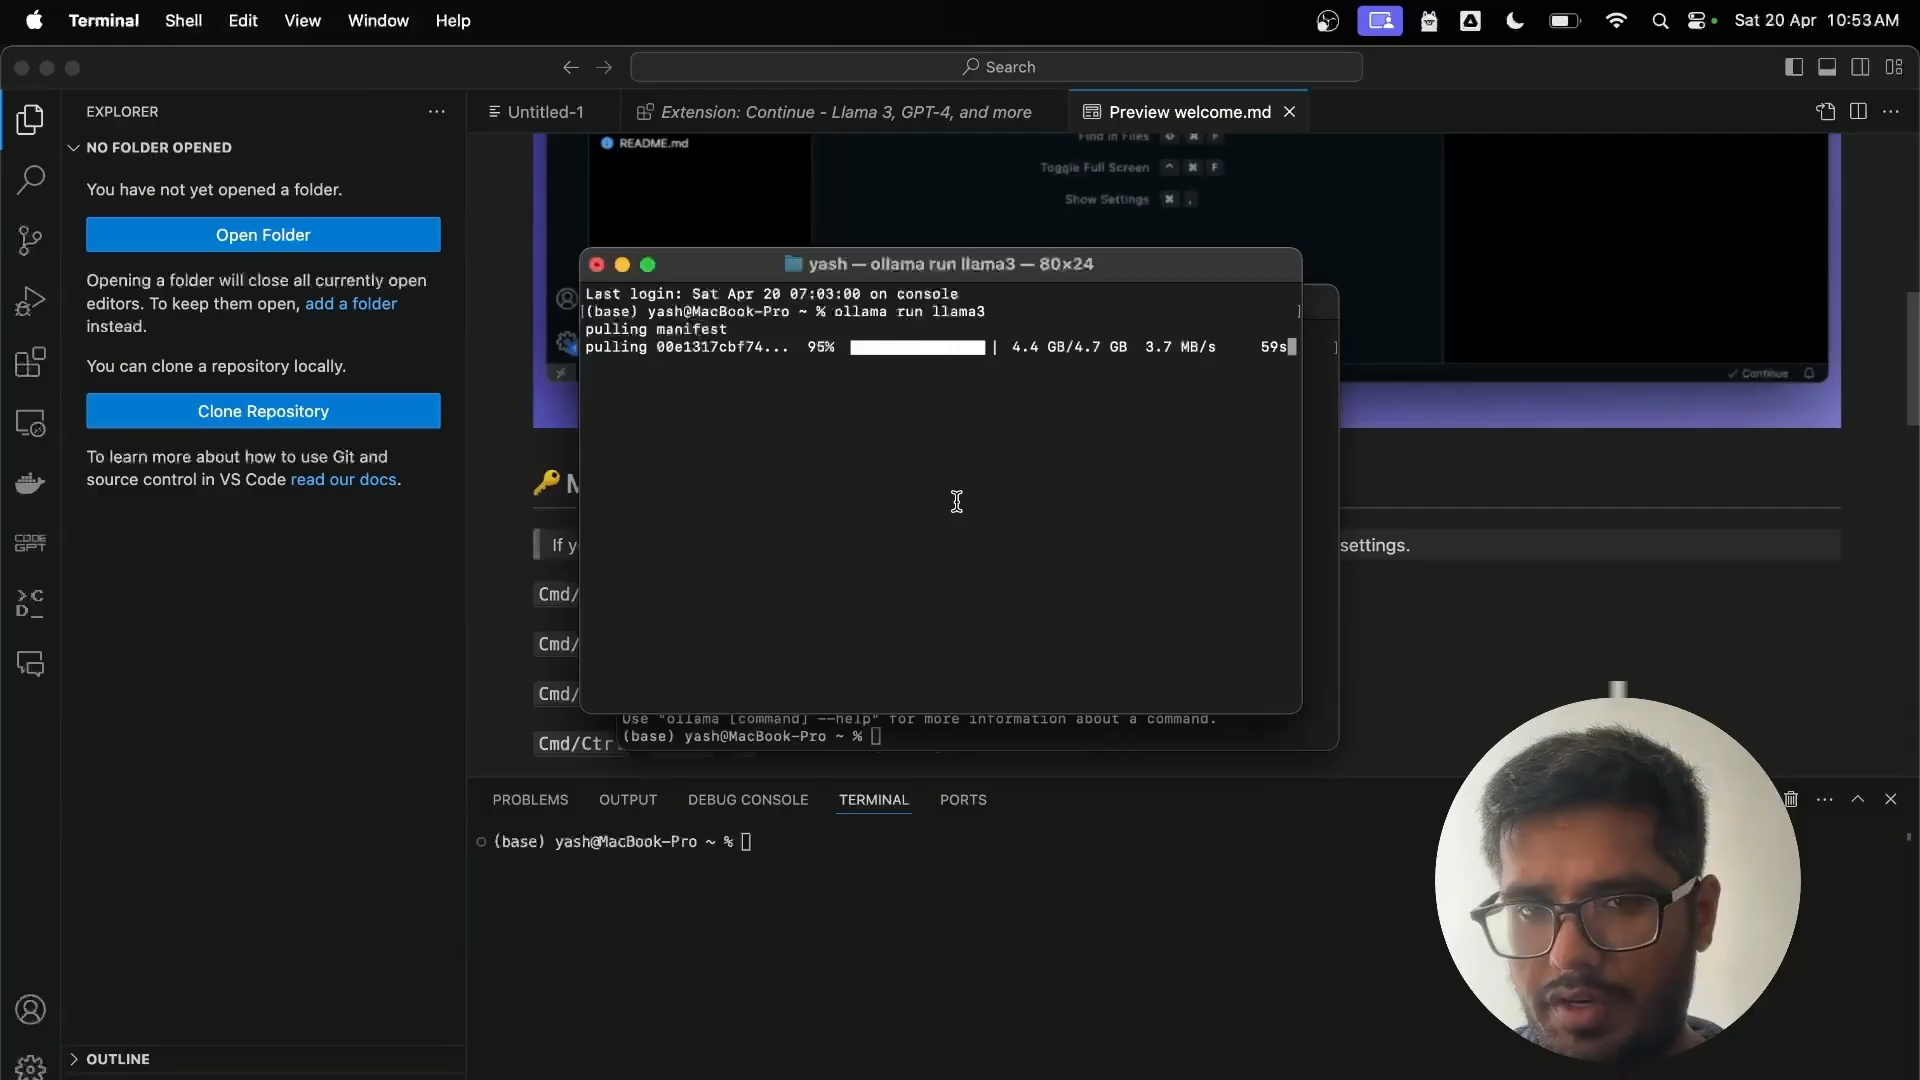 Terminal Shell Edit View Window Help Sat 20 Apr 10:53 AM
Search
EXPLORER
NO FOLDER OPENED
You have not yet opened a folder.
Open Folder
Opening a folder will close all currently open
editors. To keep them open, add a folder
instead.
You can clone a repository locally.
Clone Repository
To learn more about how to use Git and
source control in VS Code read our docs.
CODE
GPT
OUTLINE
Untitled-1 Extension: Continue - Llama 3, GPT-4, and more Preview welcome.md
README.md
Find in Files ⇧ ⌘ F
Toggle Full Screen ^ ⌘ F
Show Settings ⌘ ,
Continue
yash — ollama run llama3 — 80×24
Last login: Sat Apr 20 07:03:00 on console
(base) yash@MacBook-Pro ~ % ollama run llama3
pulling manifest
pulling 00e1317cbf74... 95% 4.4 GB/4.7 GB 3.7 MB/s 59s
If settings.
Cmd/
Cmd/
Cmd/
Cmd/Ctr
Use "ollama [command] --help" for more information about a command.
(base) yash@MacBook-Pro ~ %
PROBLEMS OUTPUT DEBUG CONSOLE TERMINAL PORTS
(base) yash@MacBook-Pro ~ %